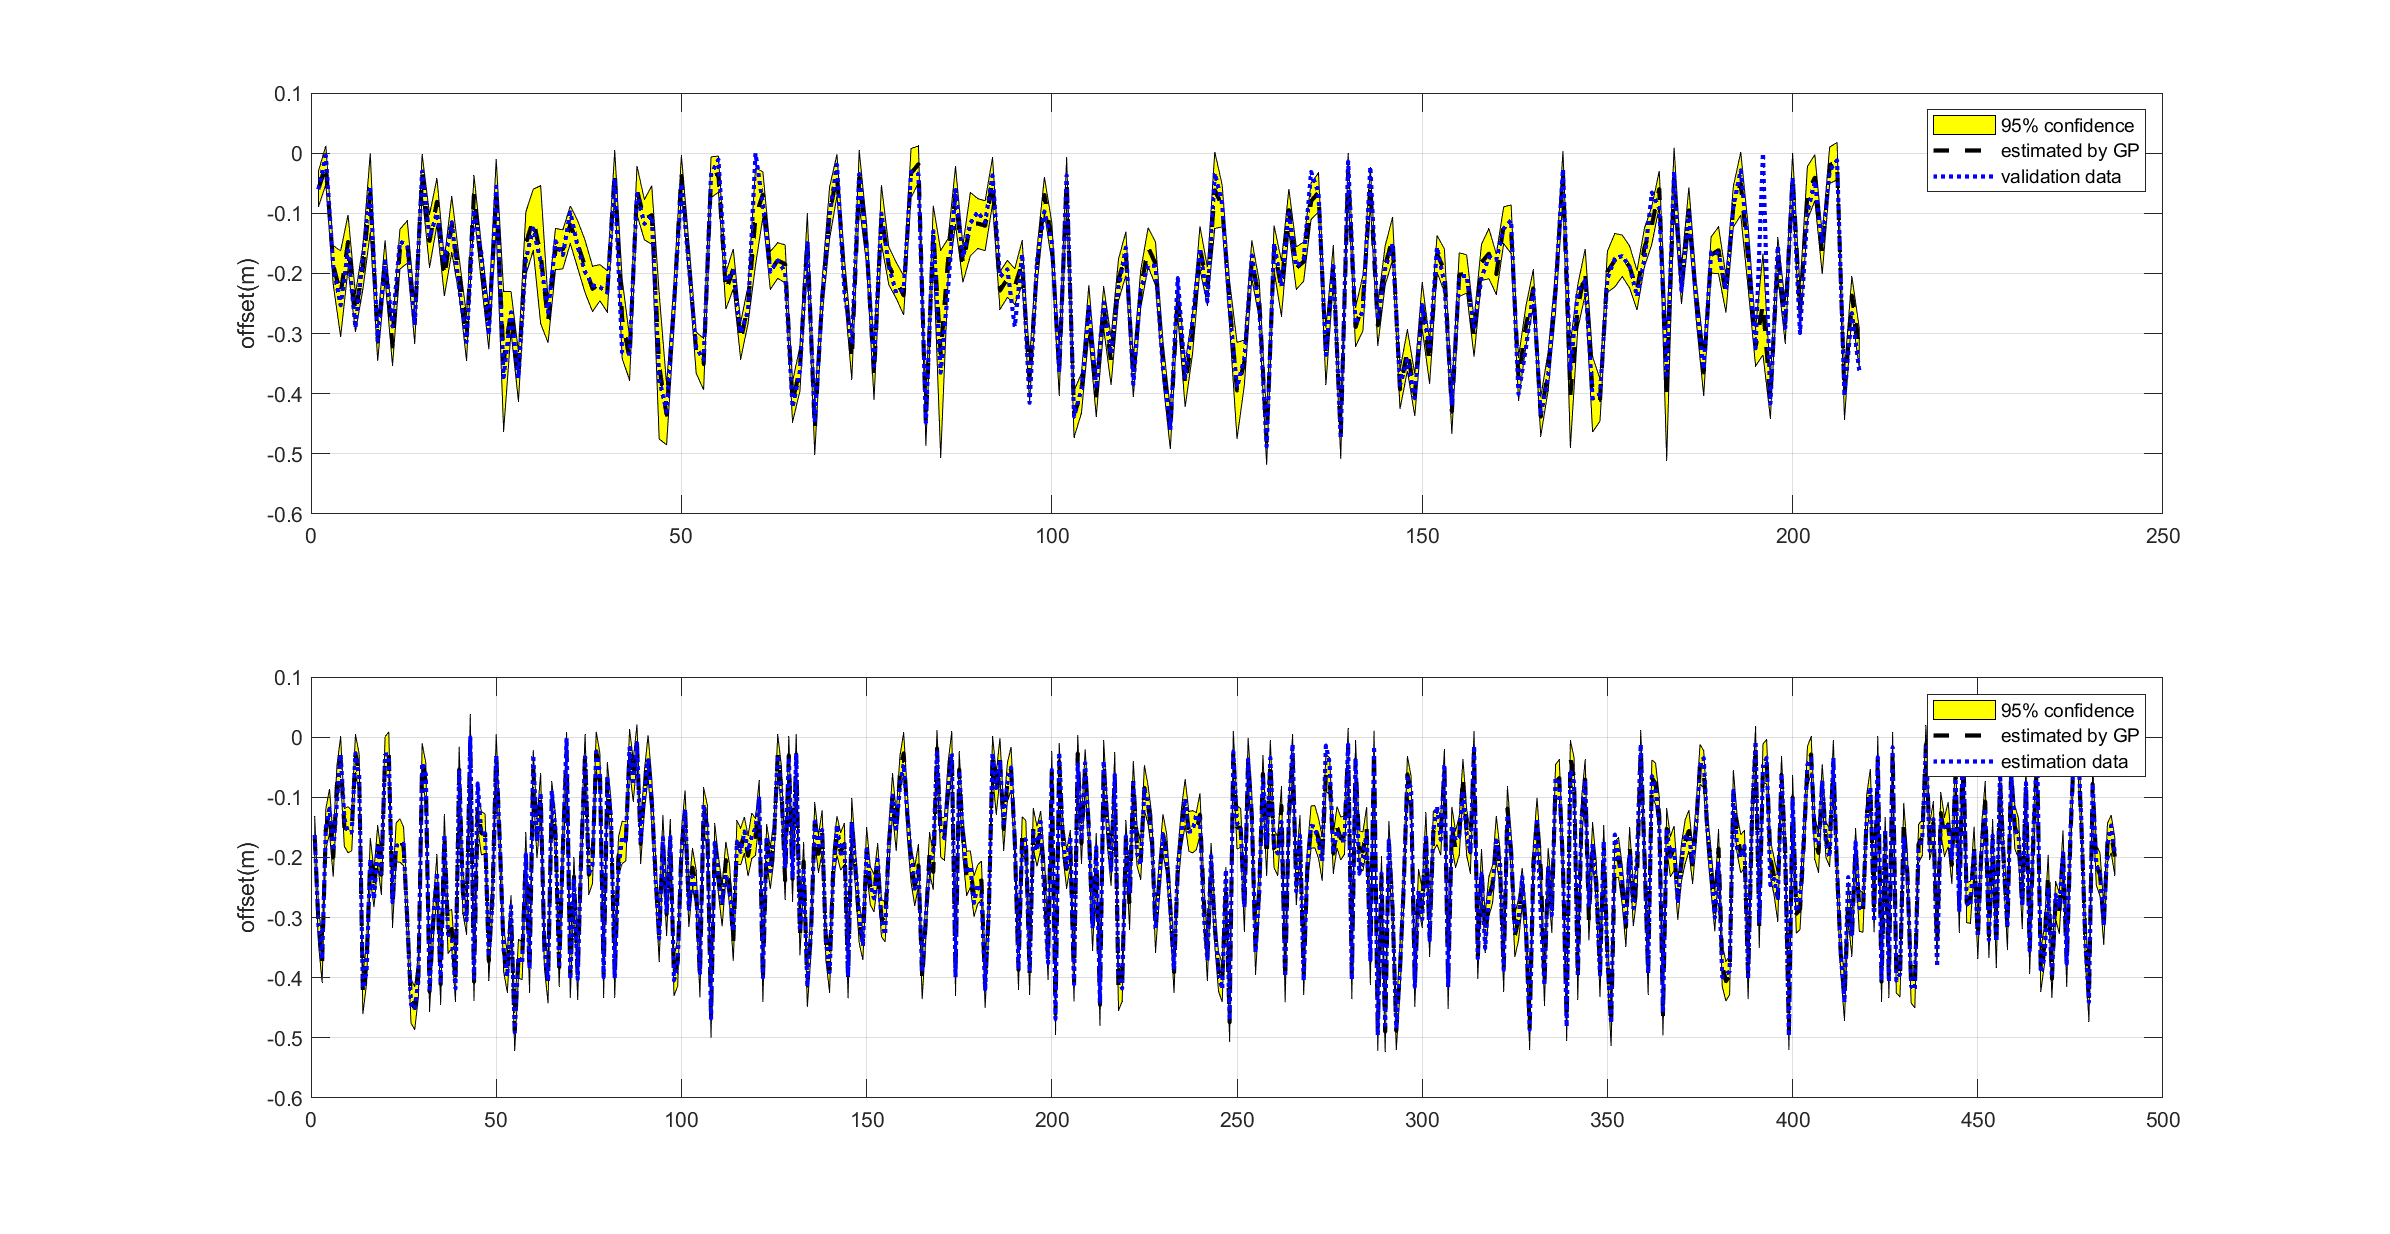 0.1
0
-0.1
-0.2
-0.3
-0.4
-0.5
-0.6
offset(m)
0 50 100 150 200 250
95% confidence
estimated by GP
validation data
0.1
0
-0.1
-0.2
-0.3
-0.4
-0.5
-0.6
offset(m)
0 50 100 150 200 250 300 350 400 450 500
95% confidence
estimated by GP
estimation data